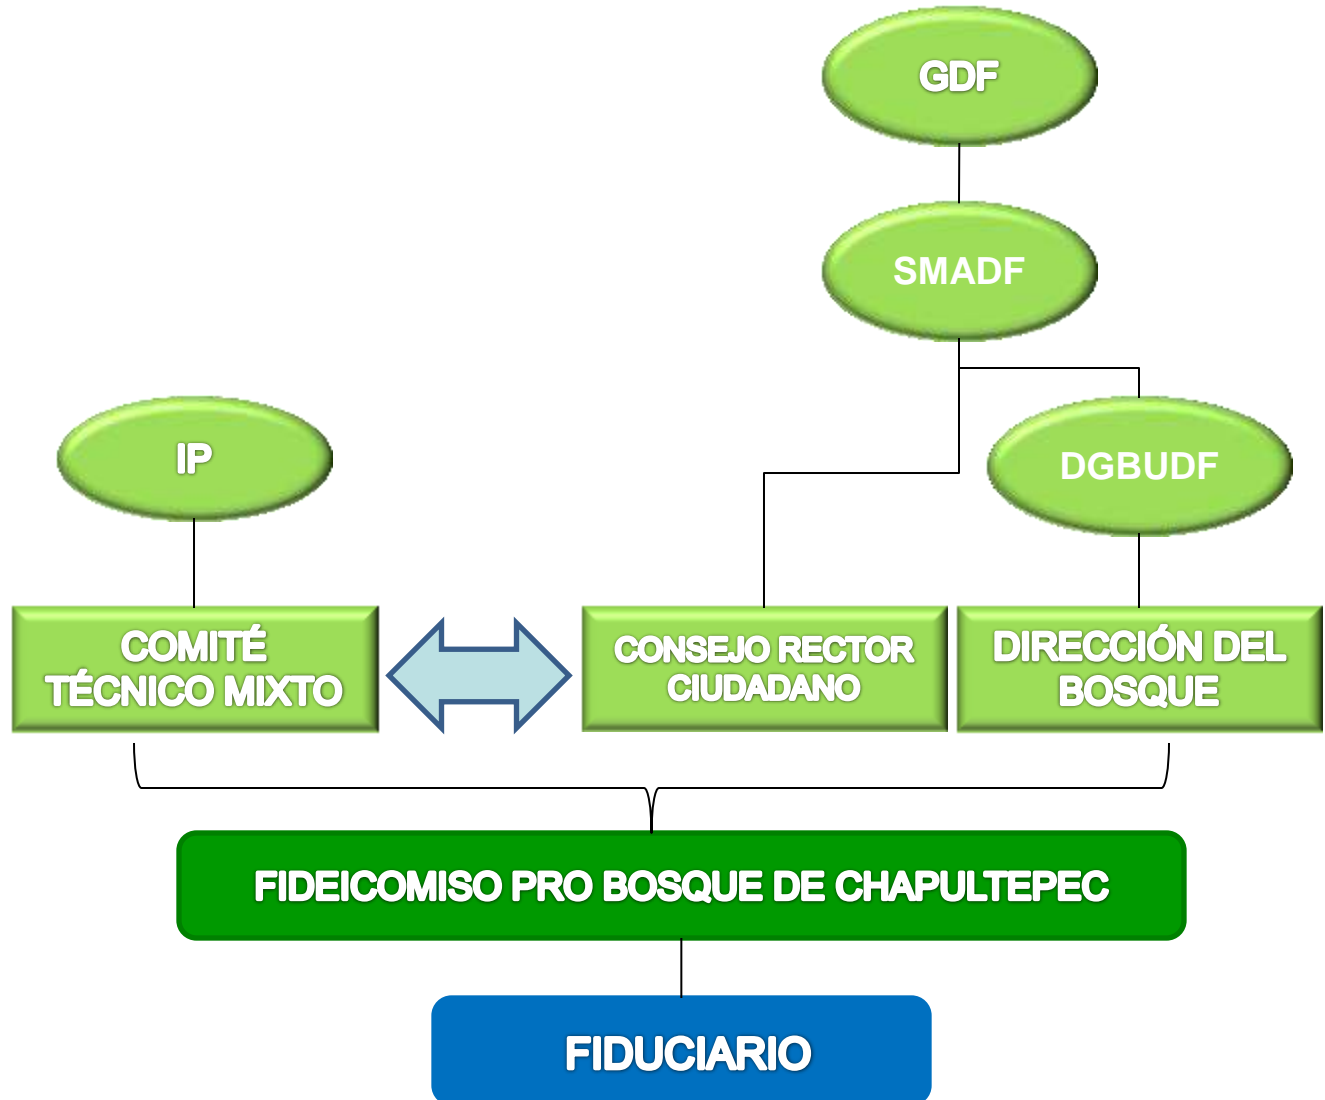 GDF
SMADF
IP
DGBUDF
COMITÉ
TÉCNICO MIXTO
CONSEJO RECTOR
CIUDADANO
DIRECCIÓN DEL
BOSQUE
FIDEICOMISO PRO BOSQUE DE CHAPULTEPEC
FIDUCIARIO